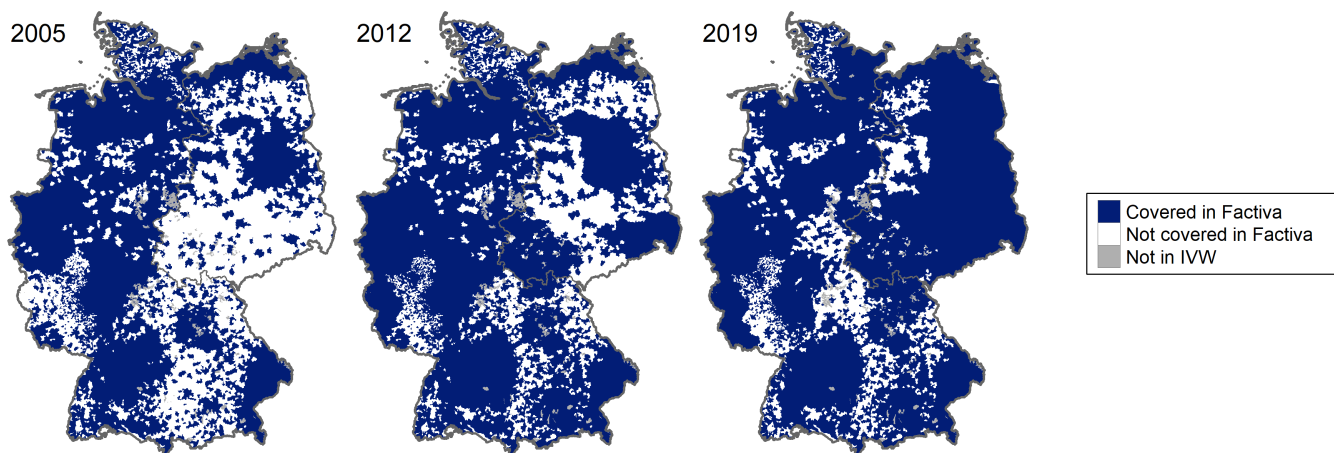 2005
2012
2019
Covered in Factiva
Not covered in Factiva
Not in IVW